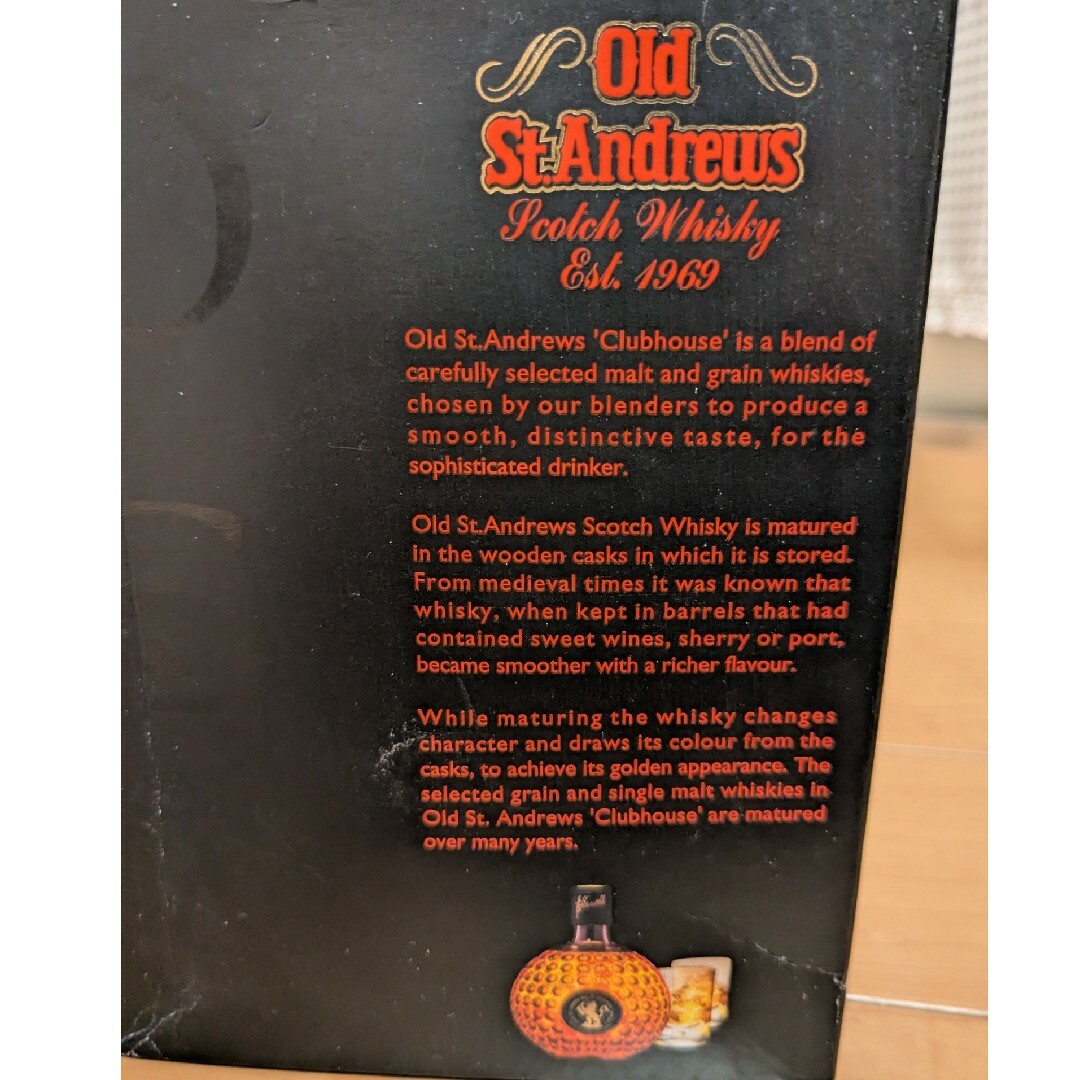 Old
St.Andrews
Scotch Whisky
Est. 1969
Old St.Andrews 'Clubhouse' is a blend of
carefully selected malt and grain whiskies,
chosen by our blenders to produce a
smooth, distinctive taste, for the
sophisticated drinker.
Old St.Andrews Scotch Whisky is matured
in the wooden casks in which it is stored.
From medieval times it was known that
whisky, when kept in barrels that had
contained sweet wines, sherry or port,
became smoother with a richer flavour.
While maturing the whisky changes
character and draws its colour from the
casks, to achieve its golden appearance. The
selected grain and single malt whiskies in
Old St. Andrews 'Clubhouse' are matured
over many years.